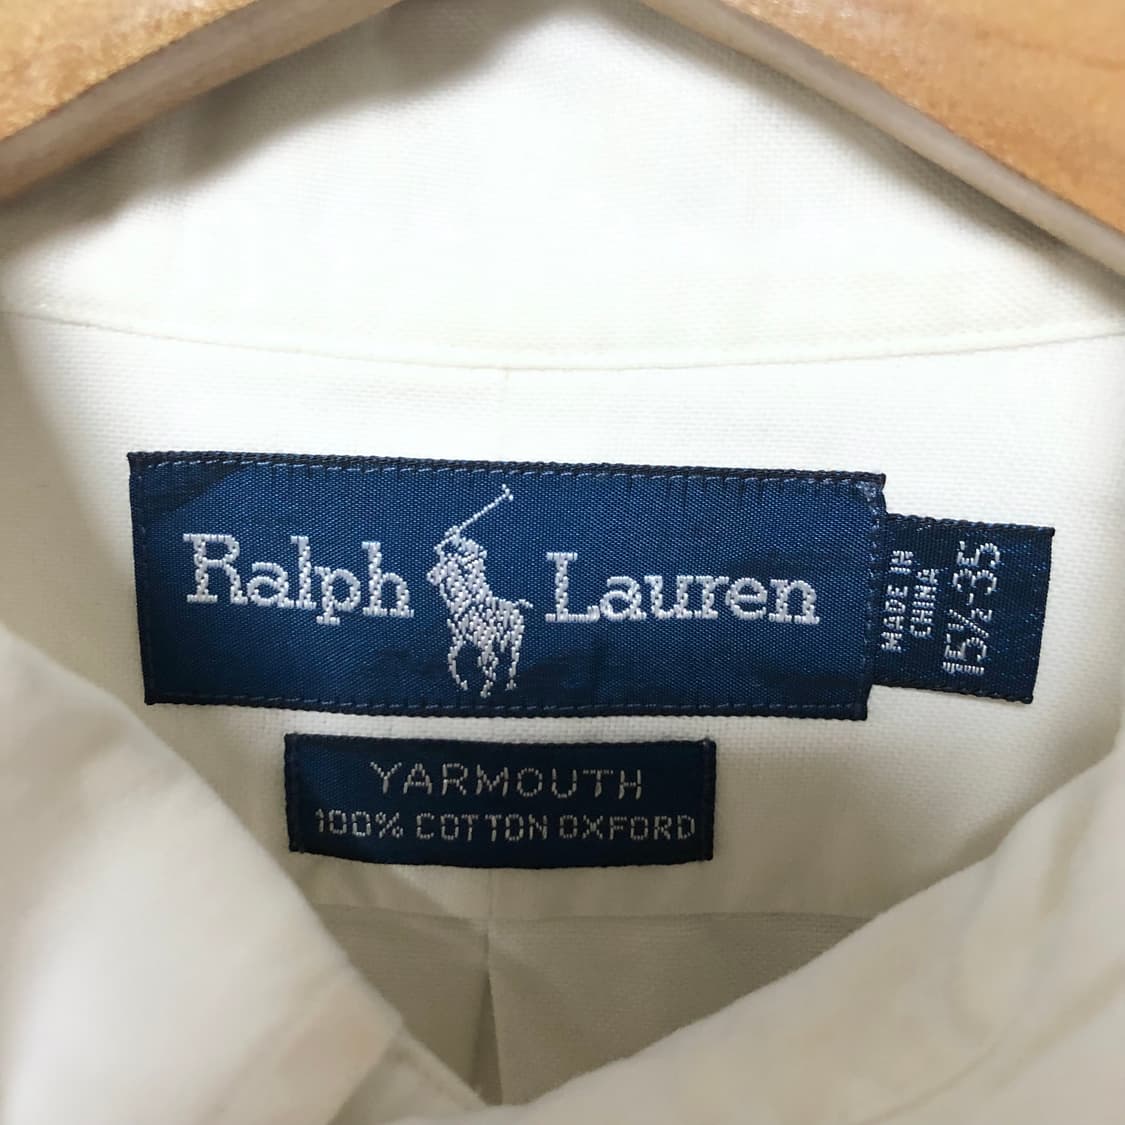 Ralph Lauren
MADE IN
CHINA
15½-35
YARMOUTH
100% COTTON OXFORD